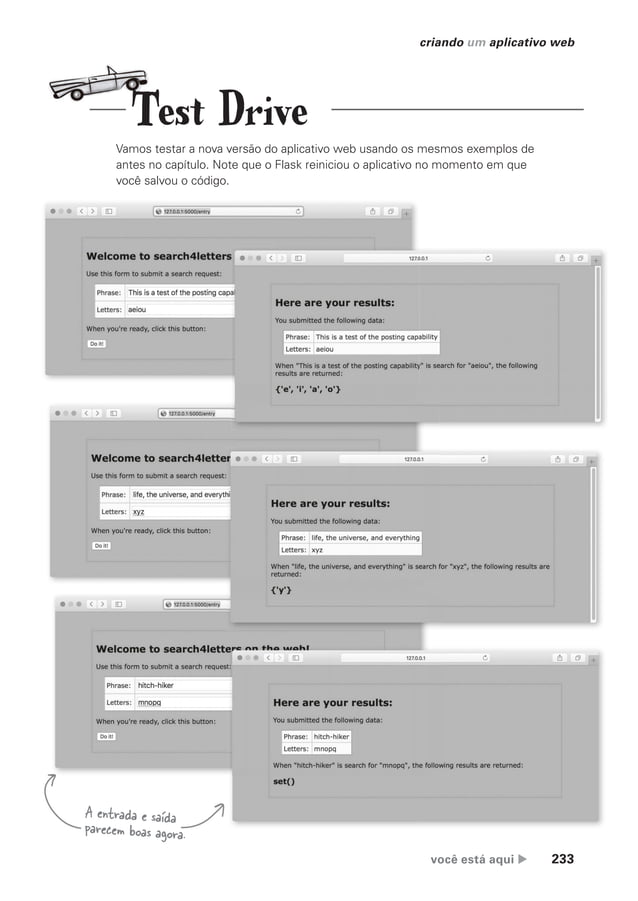 criando um aplicativo web
Test Drive
Vamos testar a nova versão do aplicativo web usando os mesmos exemplos de
antes no capítulo. Note que o Flask reiniciou o aplicativo no momento em que
você salvou o código.
127.0.0.1:5000/entry
Welcome to search4letters
Use this form to submit a search request:
Phrase: This is a test of the posting capal
Letters: aeiou
When you're ready, click this button:
Do it!
127.0.0.1
Here are your results:
You submitted the following data:
Phrase: This is a test of the posting capability
Letters: aeiou
When "This is a test of the posting capability" is search for "aeiou", the following
results are returned:
{'e', 'i', 'a', 'o'}
127.0.0.1:5000/entry
Welcome to search4letter
Use this form to submit a search request:
Phrase: life, the universe, and everythi
Letters: xyz
When you're ready, click this button:
Do it!
127.0.0.1
Here are your results:
You submitted the following data:
Phrase: life, the universe, and everything
Letters: xyz
When "life, the universe, and everything" is search for "xyz", the following results are
returned:
{'y'}
127.0.0.1:5000/entry
Welcome to search4letters on the web!
Use this form to submit a search request:
Phrase: hitch-hiker
Letters: mnopq
When you're ready, click this button:
Do it!
127.0.0.1
Here are your results:
You submitted the following data:
Phrase: hitch-hiker
Letters: mnopq
When "hitch-hiker" is search for "mnopq", the following results are returned:
set()
A entrada e saída
parecem boas agora.
você está aqui ▶ 233